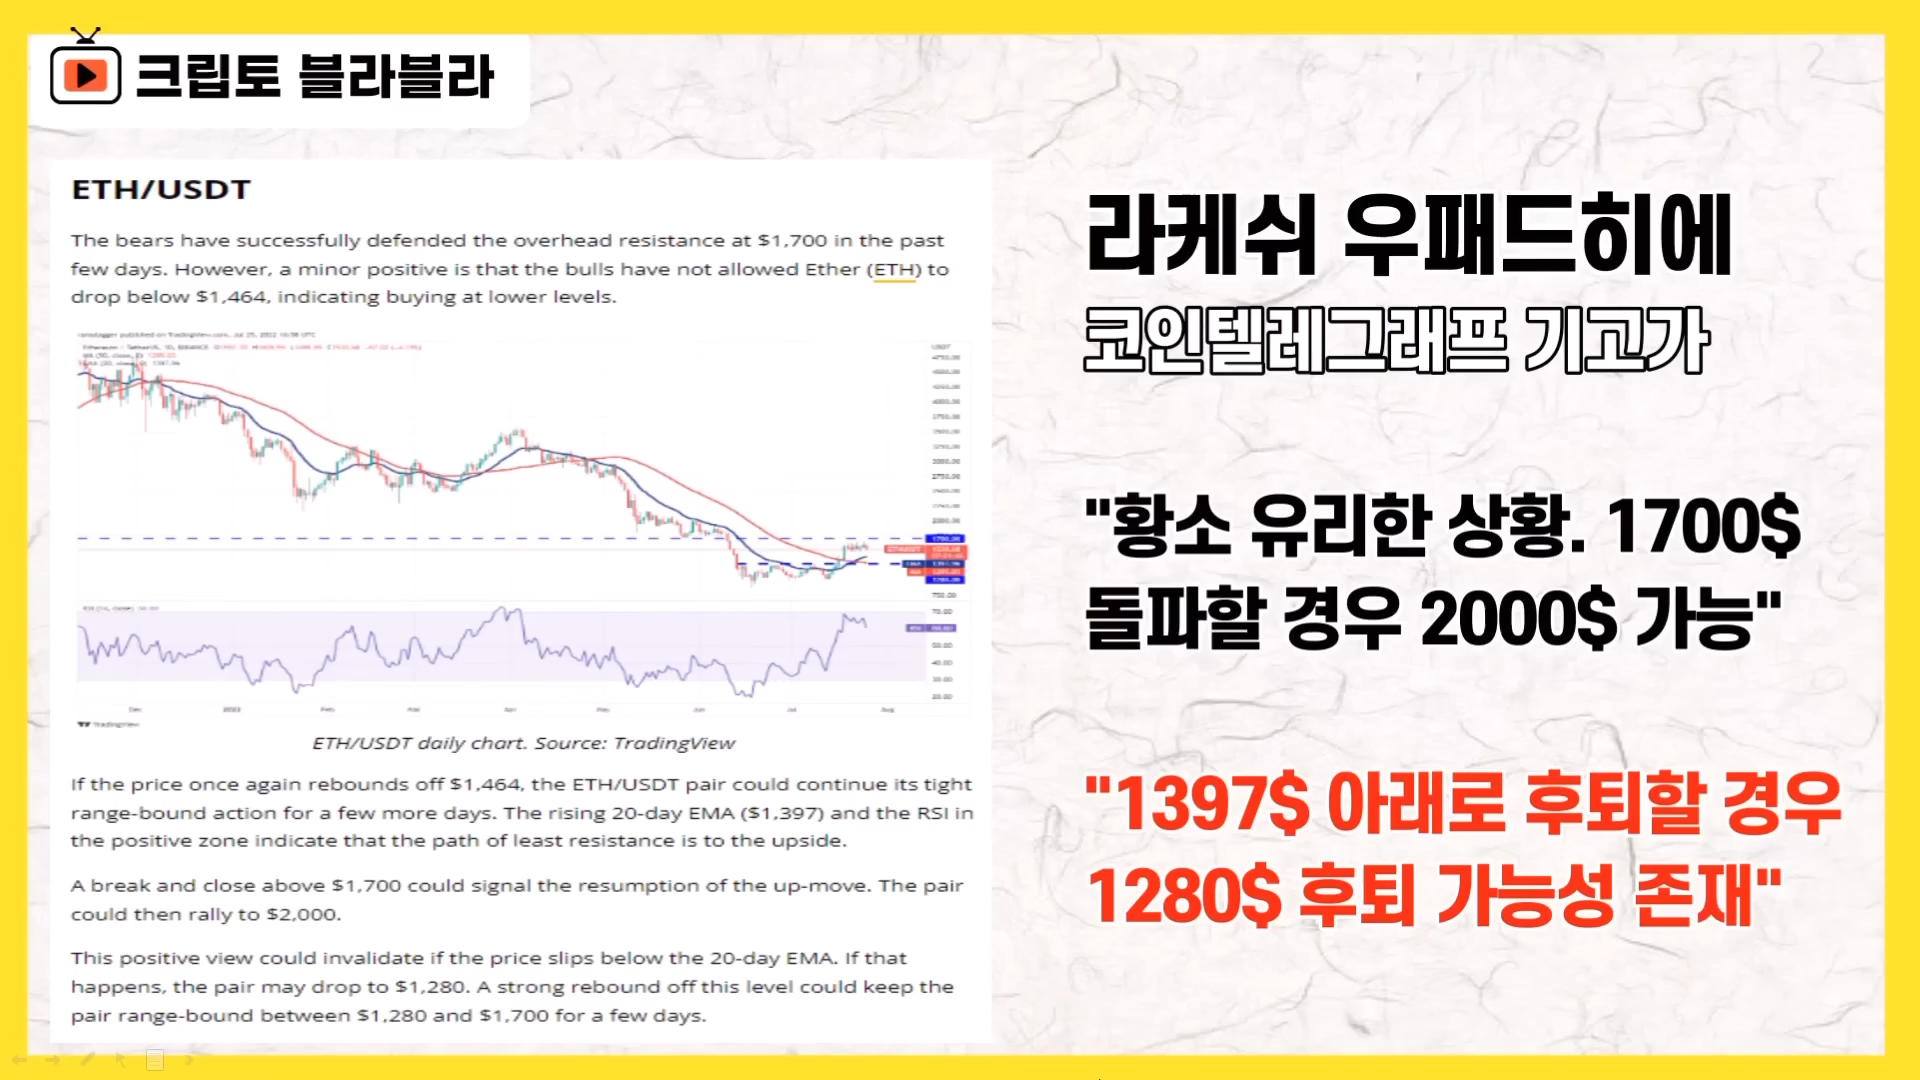 크립토 블라블라
ETH/USDT
The bears have successfully defended the overhead resistance at $1,700 in the past
few days. However, a minor positive is that the bulls have not allowed Ether (ETH) to
drop below $1,464, indicating buying at lower levels.
TradingView
ETH/USDT daily chart. Source: TradingView
If the price once again rebounds off $1,464, the ETH/USDT pair could continue its tight
range-bound action for a few more days. The rising 20-day EMA ($1,397) and the RSI in
the positive zone indicate that the path of least resistance is to the upside.
A break and close above $1,700 could signal the resumption of the up-move. The pair
could then rally to $2,000.
This positive view could invalidate if the price slips below the 20-day EMA. If that
happens, the pair may drop to $1,280. A strong rebound off this level could keep the
pair range-bound between $1,280 and $1,700 for a few days.
라케쉬 우패드히에
코인텔레그래프 기고가
"황소 유리한 상황. 1700$
돌파할 경우 2000$ 가능"
"1397$ 아래로 후퇴할 경우
1280$ 후퇴 가능성 존재"